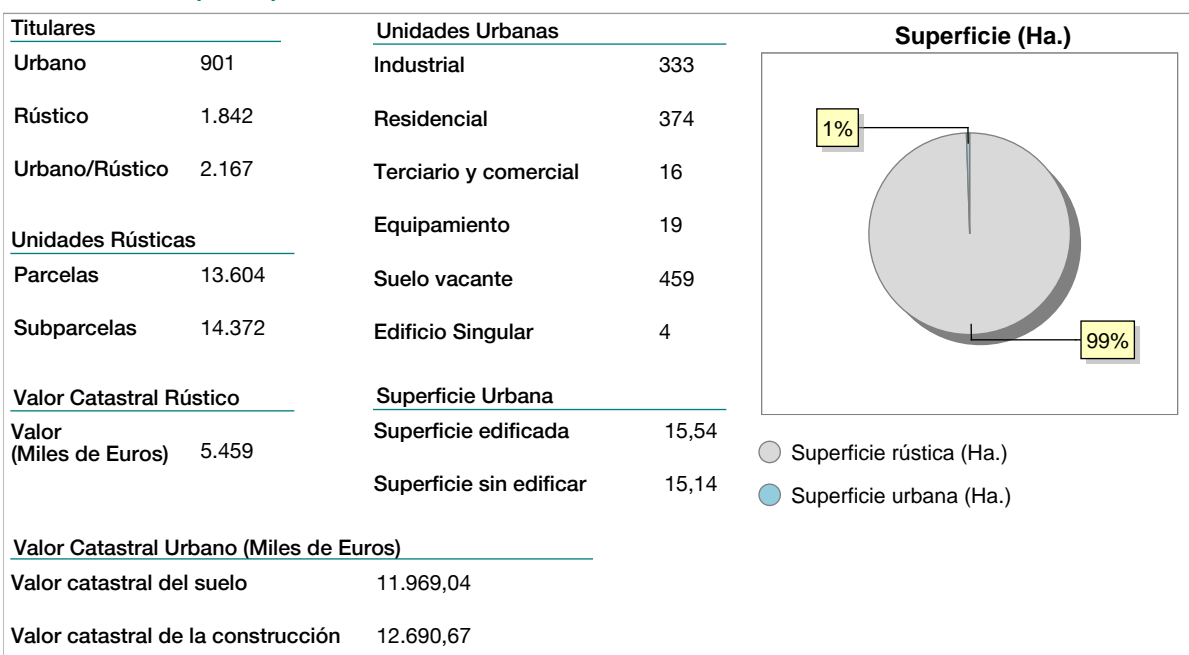 Titulares
Urbano 901
Rústico 1.842
Urbano/Rústico 2.167
Unidades Rústicas
Parcelas 13.604
Subparcelas 14.372
Valor Catastral Rústico
Valor
(Miles de Euros) 5.459
Unidades Urbanas
Industrial 333
Residencial 374
Terciario y comercial 16
Equipamiento 19
Suelo vacante 459
Edificio Singular 4
Superficie Urbana
Superficie edificada 15,54
Superficie sin edificar 15,14
Valor Catastral Urbano (Miles de Euros)
Valor catastral del suelo 11.969,04
Valor catastral de la construcción 12.690,67
Superficie (Ha.)
1%
99%
Superficie rústica (Ha.)
Superficie urbana (Ha.)